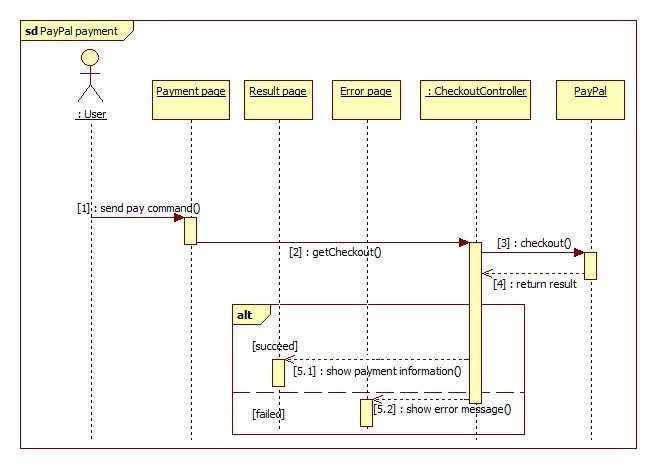 sd PayPal payment
: User
Payment page
Result page
Error page
: CheckoutController
PayPal
[1] : send pay command()
[2] : getCheckout()
[3] : checkout()
[4] : return result
alt
[succeed]
[5.1] : show payment information()
[5.2] : show error message()
[failed]